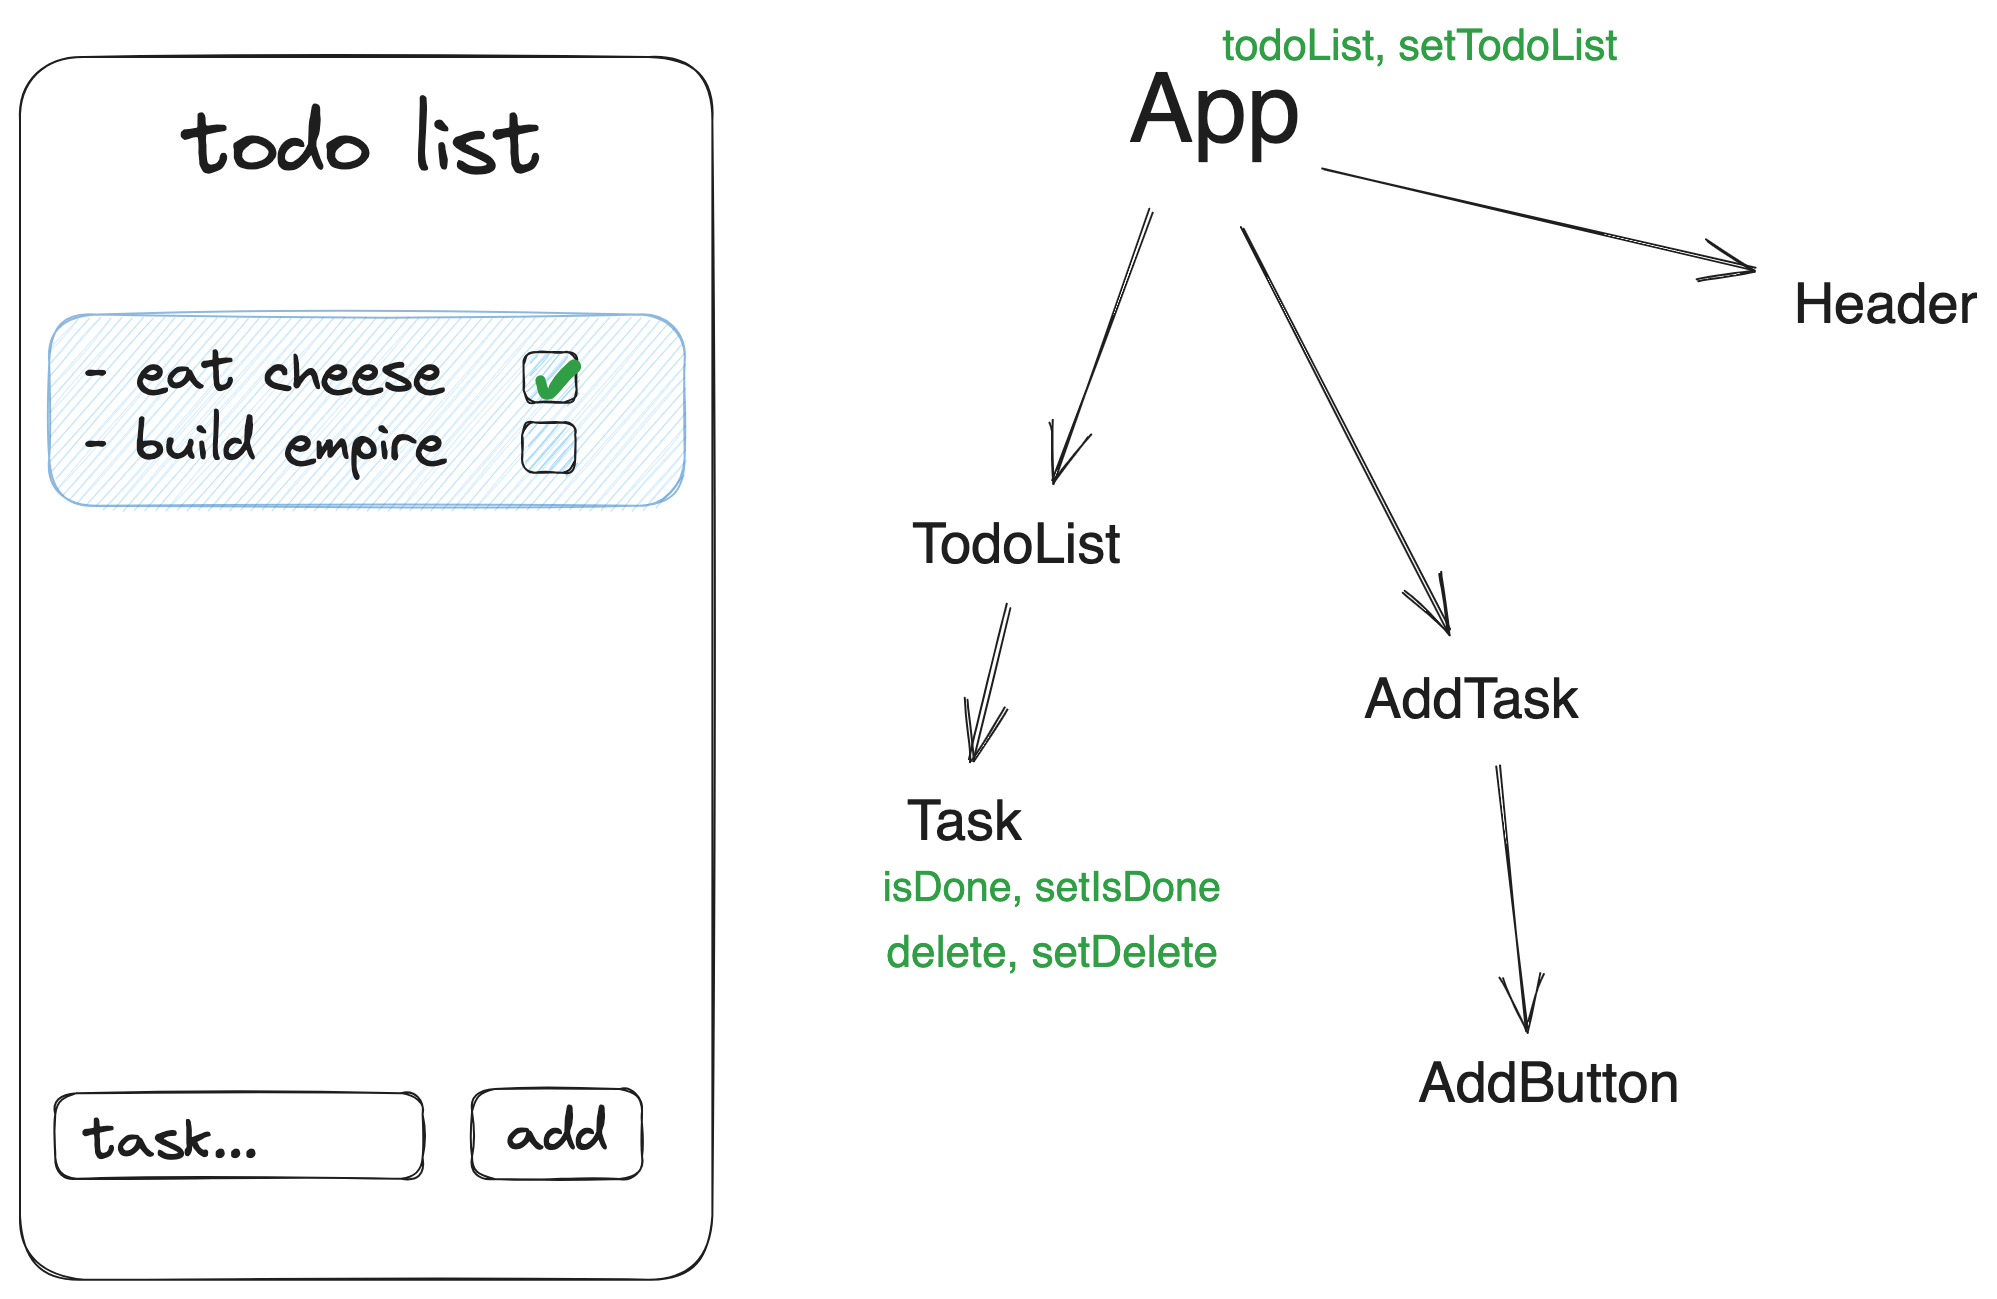 todo list
- eat cheese
- build empire
task...
add
todoList, setTodoList
App
Header
TodoList
AddTask
Task
isDone, setIsDone
delete, setDelete
AddButton